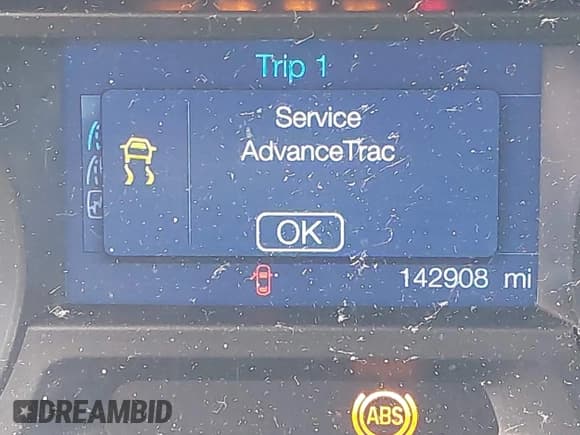 Trip 1
Service
AdvanceTrac
OK
142908 mi
ABS
DREAMBID